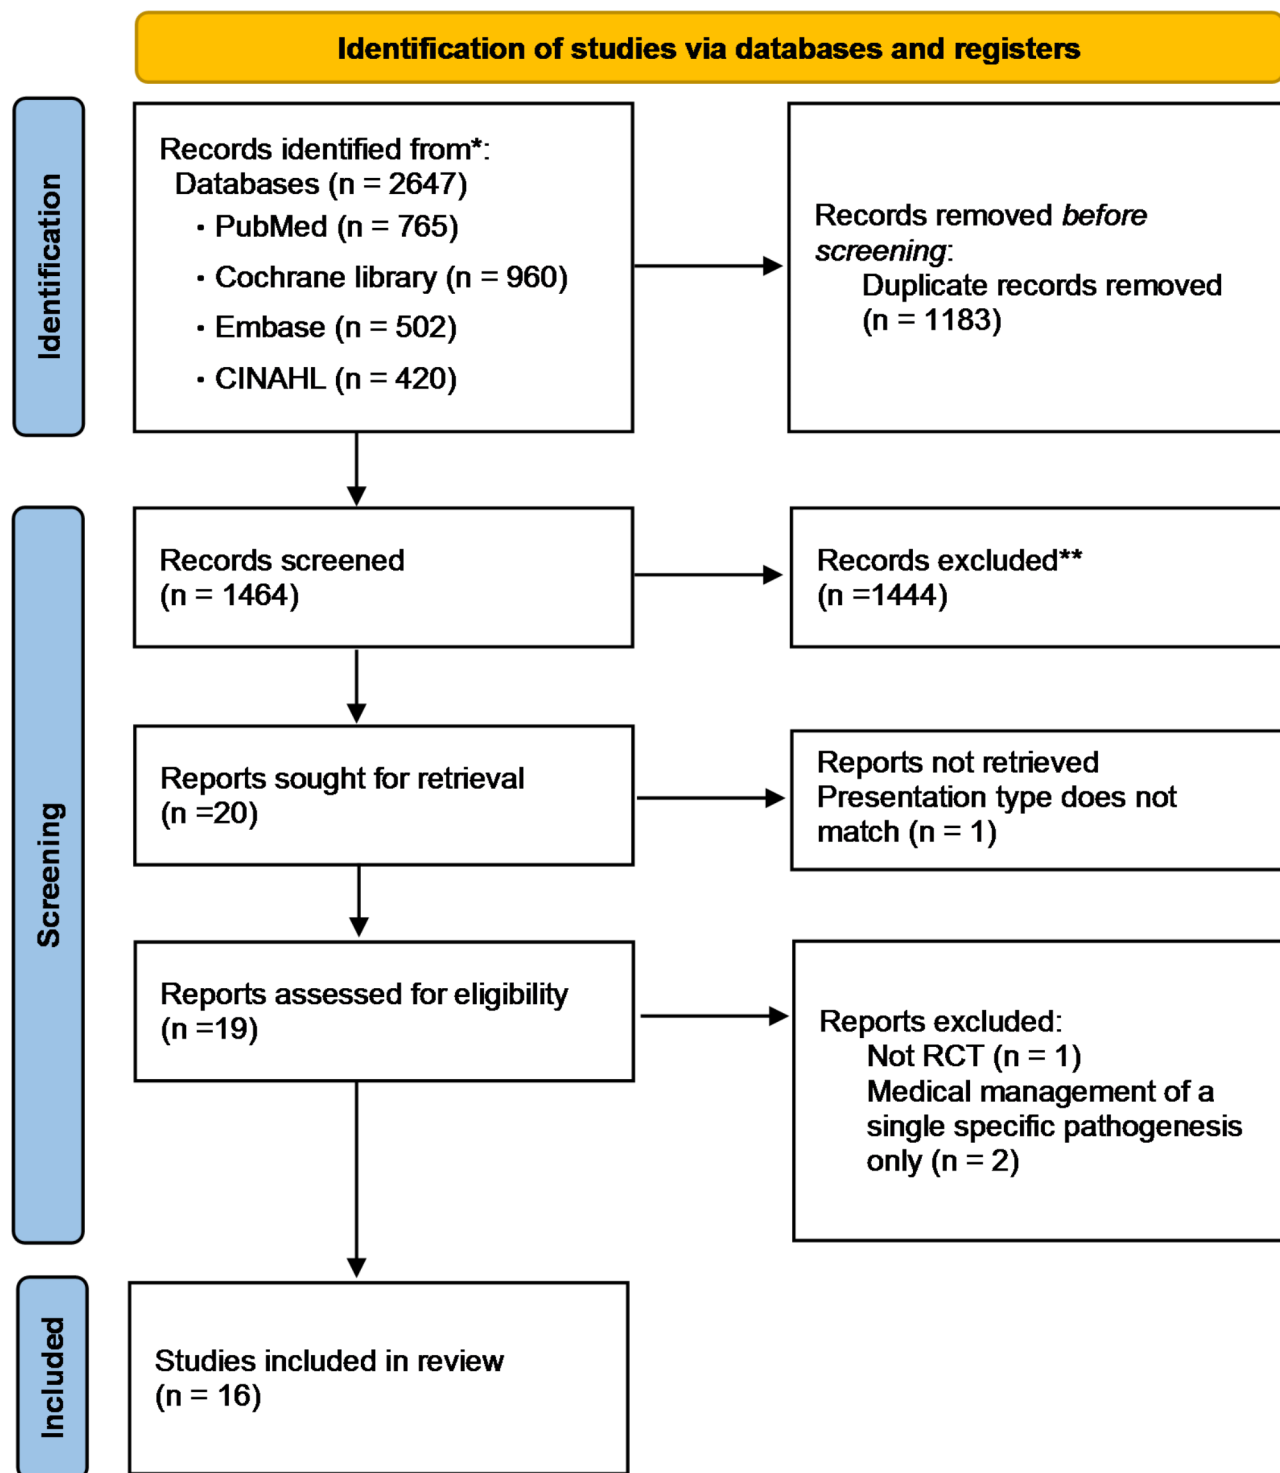 Identification of studies via databases and registers
Identification
Records identified from*:
Databases (n = 2647)
· PubMed (n = 765)
· Cochrane library (n = 960)
· Embase (n = 502)
· CINAHL (n = 420)
Records removed before
screening:
Duplicate records removed
(n = 1183)
Screening
Records screened
(n = 1464)
Records excluded**
(n =1444)
Reports sought for retrieval
(n =20)
Reports not retrieved
Presentation type does not
match (n = 1)
Reports assessed for eligibility
(n =19)
Reports excluded:
Not RCT (n = 1)
Medical management of a
single specific pathogenesis
only (n = 2)
Included
Studies included in review
(n = 16)